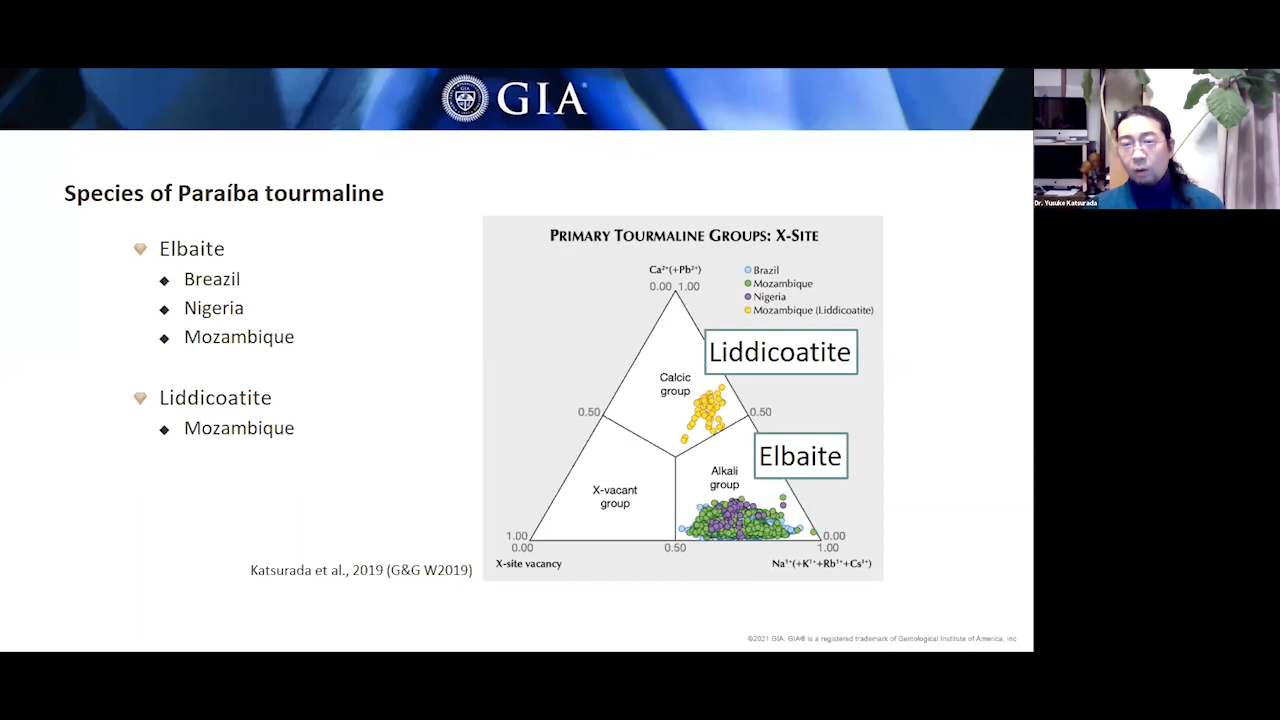 GIA
Species of Paraíba tourmaline
Elbaite
Breazil
Nigeria
Mozambique
Liddicoatite
Mozambique
Katsurada et al., 2019 (G&G W2019)
PRIMARY TOURMALINE GROUPS: X-SITE
Ca²⁺(+Pb²⁺)
0.00 1.00
Brazil
Mozambique
Nigeria
Mozambique (Liddicoatite)
Liddicoatite
Calcic
group
0.50
0.50
Elbaite
Alkali
group
X-vacant
group
1.00
0.00
0.50
0.00
1.00
X-site vacancy
Na¹⁺(+K¹⁺+Rb¹⁺+Cs¹⁺)
©2021 GIA. GIA® is a registered trademark of Gemological Institute of America, Inc
Dr. Yusuke Katsurada